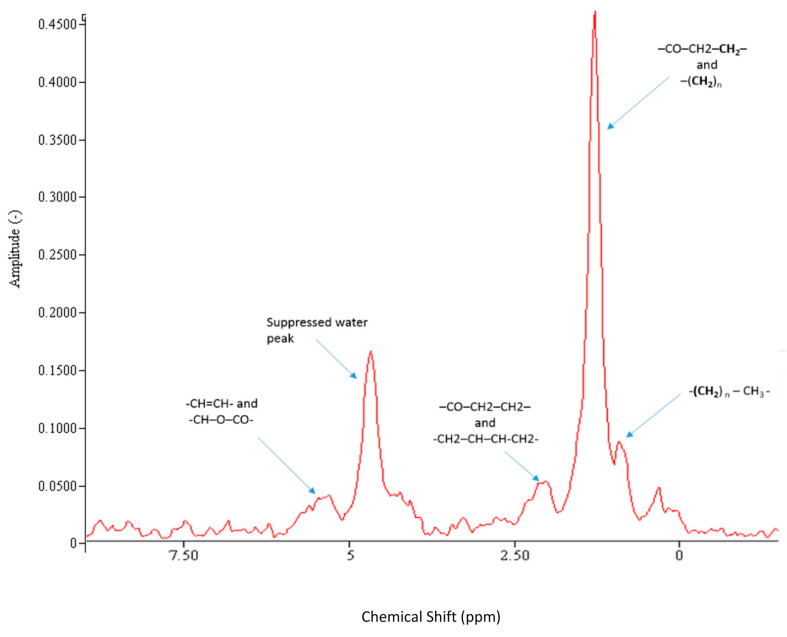 0.4500
–CO–CH2–CH₂–
and
–(CH₂)ₙ
0.4000
0.3500
0.3000
0.2500
Amplitude (-)
0.2000
Suppressed water
peak
0.1500
-(CH₂)ₙ – CH₃ -
-CH=CH- and
-CH–O–CO-
–CO–CH2–CH2–
and
-CH2–CH–CH-CH2-
0.1000
0.0500
0
7.50
5
2.50
0
Chemical Shift (ppm)